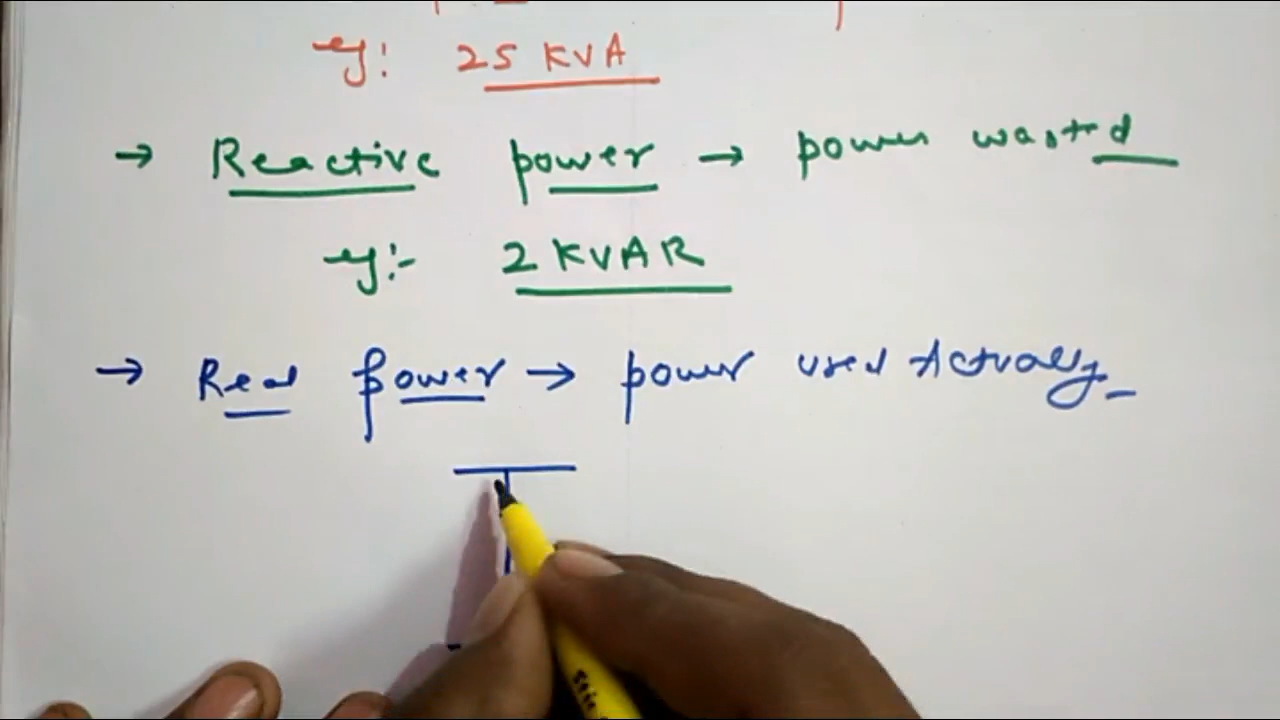 eg: 25 KVA
→ Reactive power → power wasted
eg:- 2 KVAR
→ Real power → power used Actually